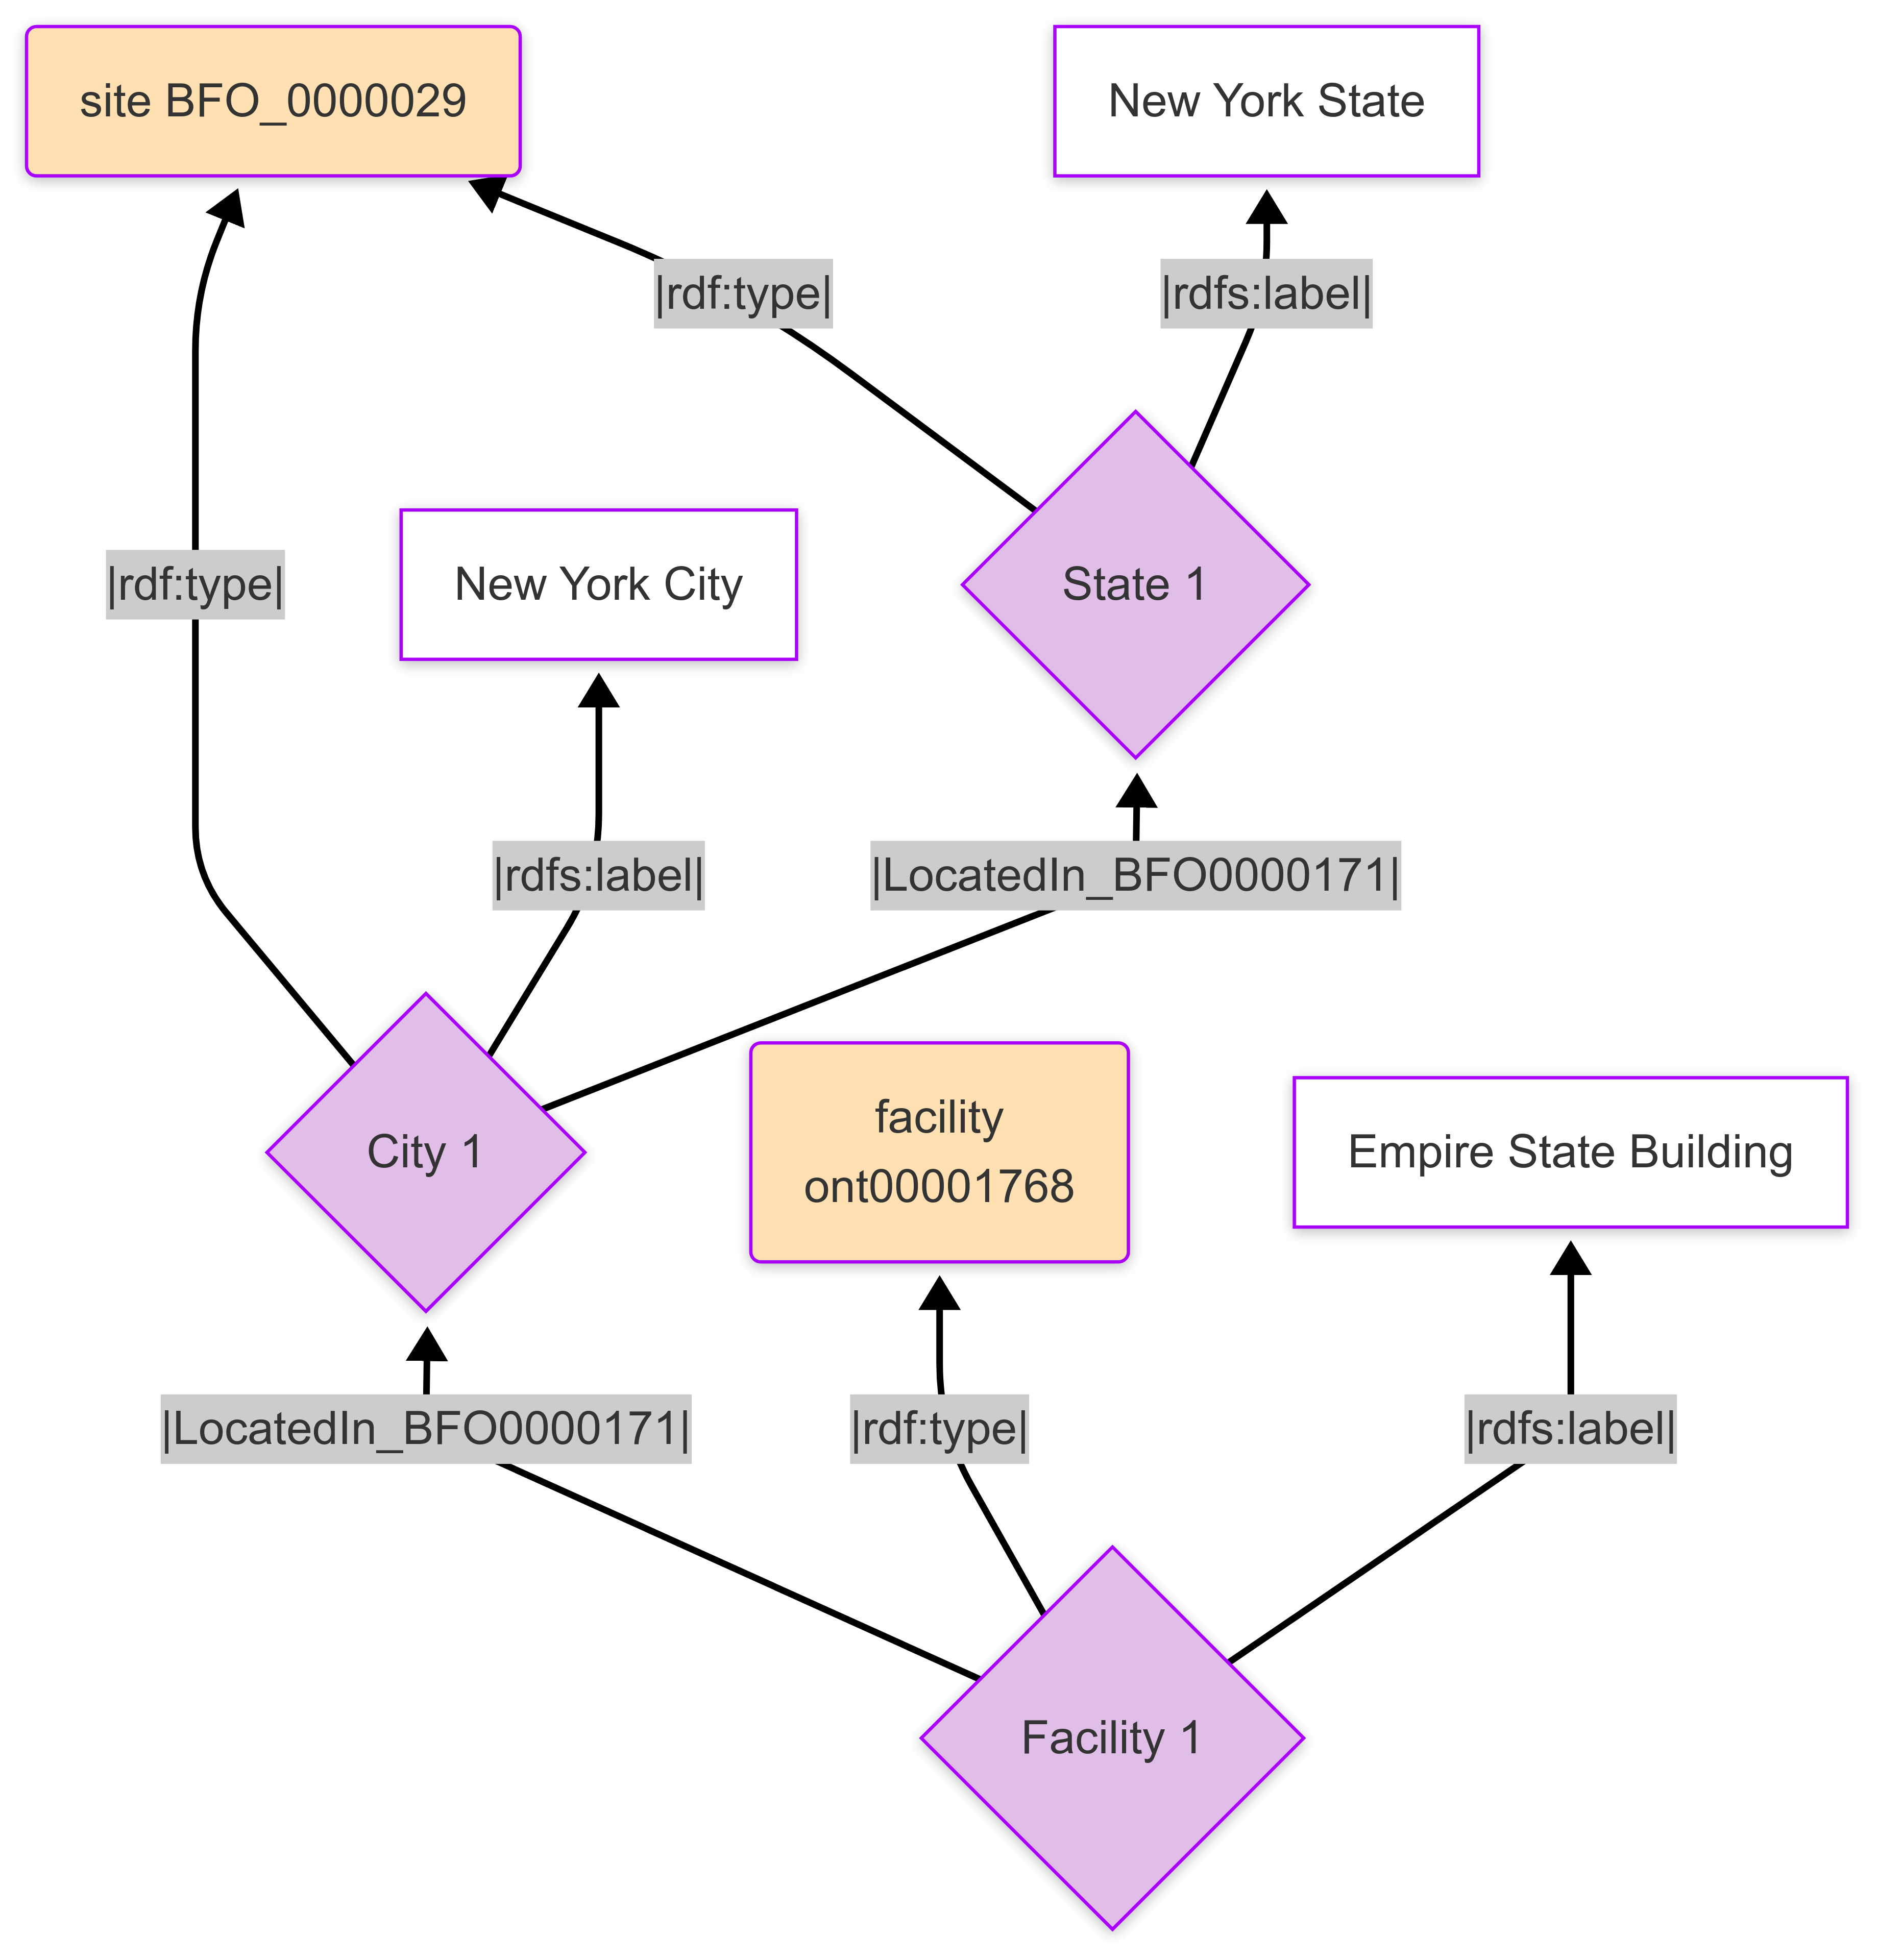 site BFO_0000029
New York State
|rdf:type|
|rdfs:label|
|rdf:type|
New York City
State 1
|rdfs:label|
|LocatedIn_BFO0000171|
City 1
facility
ont00001768
Empire State Building
|LocatedIn_BFO0000171|
|rdf:type|
|rdfs:label|
Facility 1